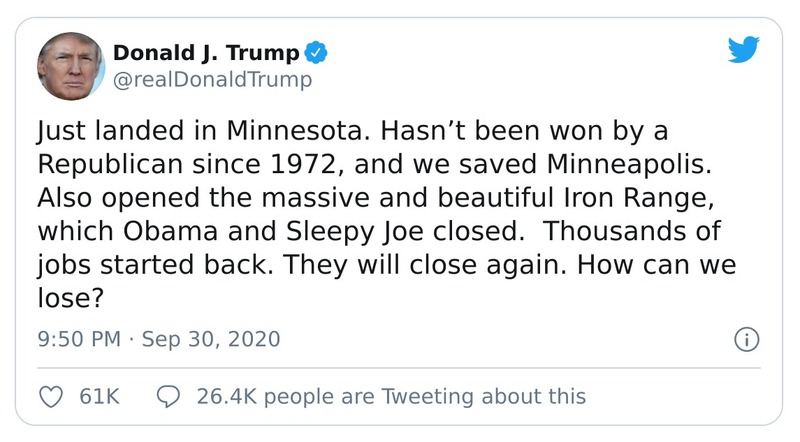 Donald J. Trump
@realDonaldTrump
Just landed in Minnesota. Hasn’t been won by a
Republican since 1972, and we saved Minneapolis.
Also opened the massive and beautiful Iron Range,
which Obama and Sleepy Joe closed.  Thousands of
jobs started back. They will close again. How can we
lose?
9:50 PM · Sep 30, 2020
61K 26.4K people are Tweeting about this